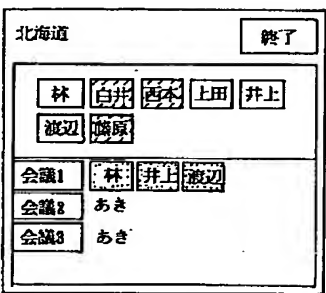 北海道 終了
林 白井 西本 上田 井上
渡辺 藤原
会議1 林 井上 渡辺
会議2 あき
会議3 あき